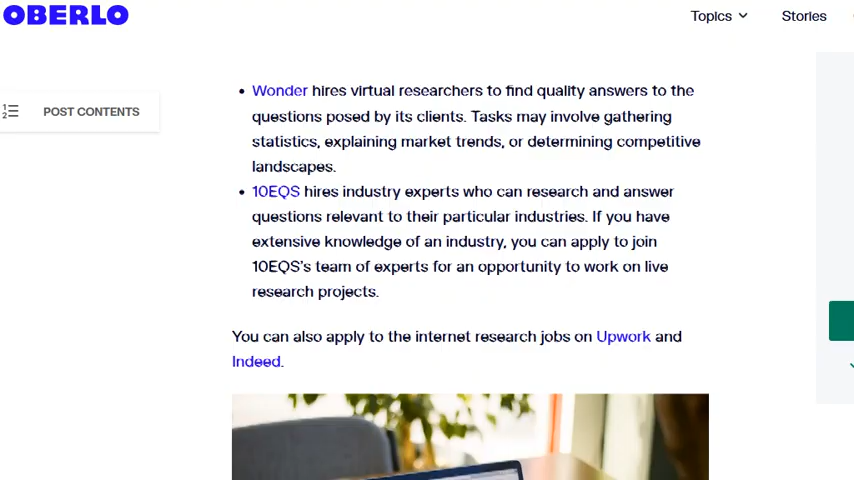 OBERLO
Topics
Stories
POST CONTENTS
Wonder hires virtual researchers to find quality answers to the
questions posed by its clients. Tasks may involve gathering
statistics, explaining market trends, or determining competitive
landscapes.
10EQS hires industry experts who can research and answer
questions relevant to their particular industries. If you have
extensive knowledge of an industry, you can apply to join
10EQS's team of experts for an opportunity to work on live
research projects.
You can also apply to the internet research jobs on Upwork and
Indeed.